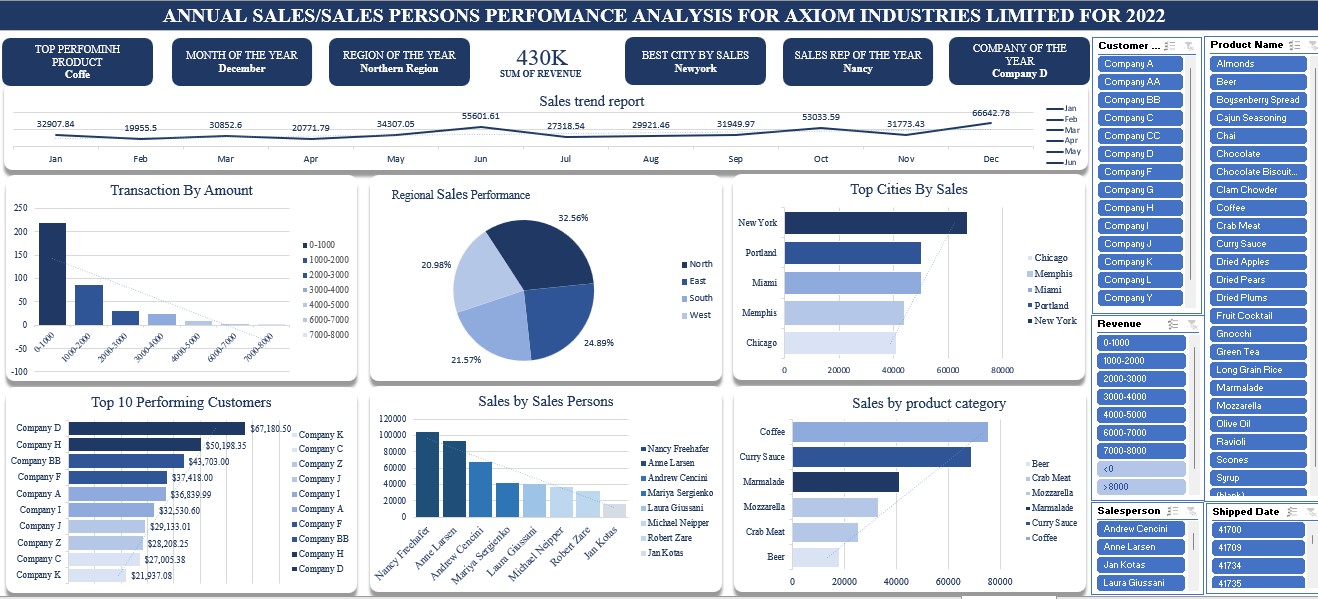 ANNUAL SALES/SALES PERSONS PERFOMANCE ANALYSIS FOR AXIOM INDUSTRIES LIMITED FOR 2022
TOP PERFOMINH
PRODUCT
Coffe
MONTH OF THE YEAR
December
REGION OF THE YEAR
Northern Region
430K
SUM OF REVENUE
BEST CITY BY SALES
Newyork
SALES REP OF THE YEAR
Nancy
COMPANY OF THE
YEAR
Company D
Sales trend report
32907.84 19955.5 30852.6 20771.79 34307.05 55601.61 27318.54 29921.46 31949.97 53033.59 31773.43 66642.78
Jan Feb Mar Apr May Jun Jul Aug Sep Oct Nov Dec
Jan
Feb
Mar
Apr
May
Jun
Transaction By Amount
250
200
150
100
50
0
-50
-100
0-1000 1000-2000 2000-3000 3000-4000 4000-5000 6000-7000 7000-8000
0-1000
1000-2000
2000-3000
3000-4000
4000-5000
6000-7000
7000-8000
Regional Sales Performance
32.56%
20.98%
24.89%
21.57%
North
East
South
West
Top Cities By Sales
New York
Portland
Miami
Memphis
Chicago
0 20000 40000 60000 80000
Chicago
Memphis
Miami
Portland
New York
Top 10 Performing Customers
Company D $67,180.50
Company H $50,198.35
Company BB $43,703.00
Company F $37,418.00
Company A $36,839.99
Company I $32,530.60
Company J $29,133.01
Company Z $28,208.25
Company C $27,005.38
Company K $21,937.08
Company K
Company C
Company Z
Company J
Company I
Company A
Company F
Company BB
Company H
Company D
Sales by Sales Persons
120000
100000
80000
60000
40000
20000
0
Nancy Freehafer Anne Larsen Andrew Cencini Mariya Sergienko Laura Giussani Michael Neipper Robert Zare Jan Kotas
Nancy Freehafer
Anne Larsen
Andrew Cencini
Mariya Sergienko
Laura Giussani
Michael Neipper
Robert Zare
Jan Kotas
Sales by product category
Coffee
Curry Sauce
Marmalade
Mozzarella
Crab Meat
Beer
0 20000 40000 60000 80000
Beer
Crab Meat
Mozzarella
Marmalade
Curry Sauce
Coffee
Customer ...
Company A
Company AA
Company BB
Company C
Company CC
Company D
Company F
Company G
Company H
Company I
Company J
Company K
Company L
Company Y
Revenue
0-1000
1000-2000
2000-3000
3000-4000
4000-5000
6000-7000
7000-8000
<0
>8000
Salesperson
Andrew Cencini
Anne Larsen
Jan Kotas
Laura Giussani
Product Name
Almonds
Beer
Boysenberry Spread
Cajun Seasoning
Chai
Chocolate
Chocolate Biscuit...
Clam Chowder
Coffee
Crab Meat
Curry Sauce
Dried Apples
Dried Pears
Dried Plums
Fruit Cocktail
Gnocchi
Green Tea
Long Grain Rice
Marmalade
Mozzarella
Olive Oil
Ravioli
Scones
Syrup
(blank)
Shipped Date
41700
41709
41734
41735